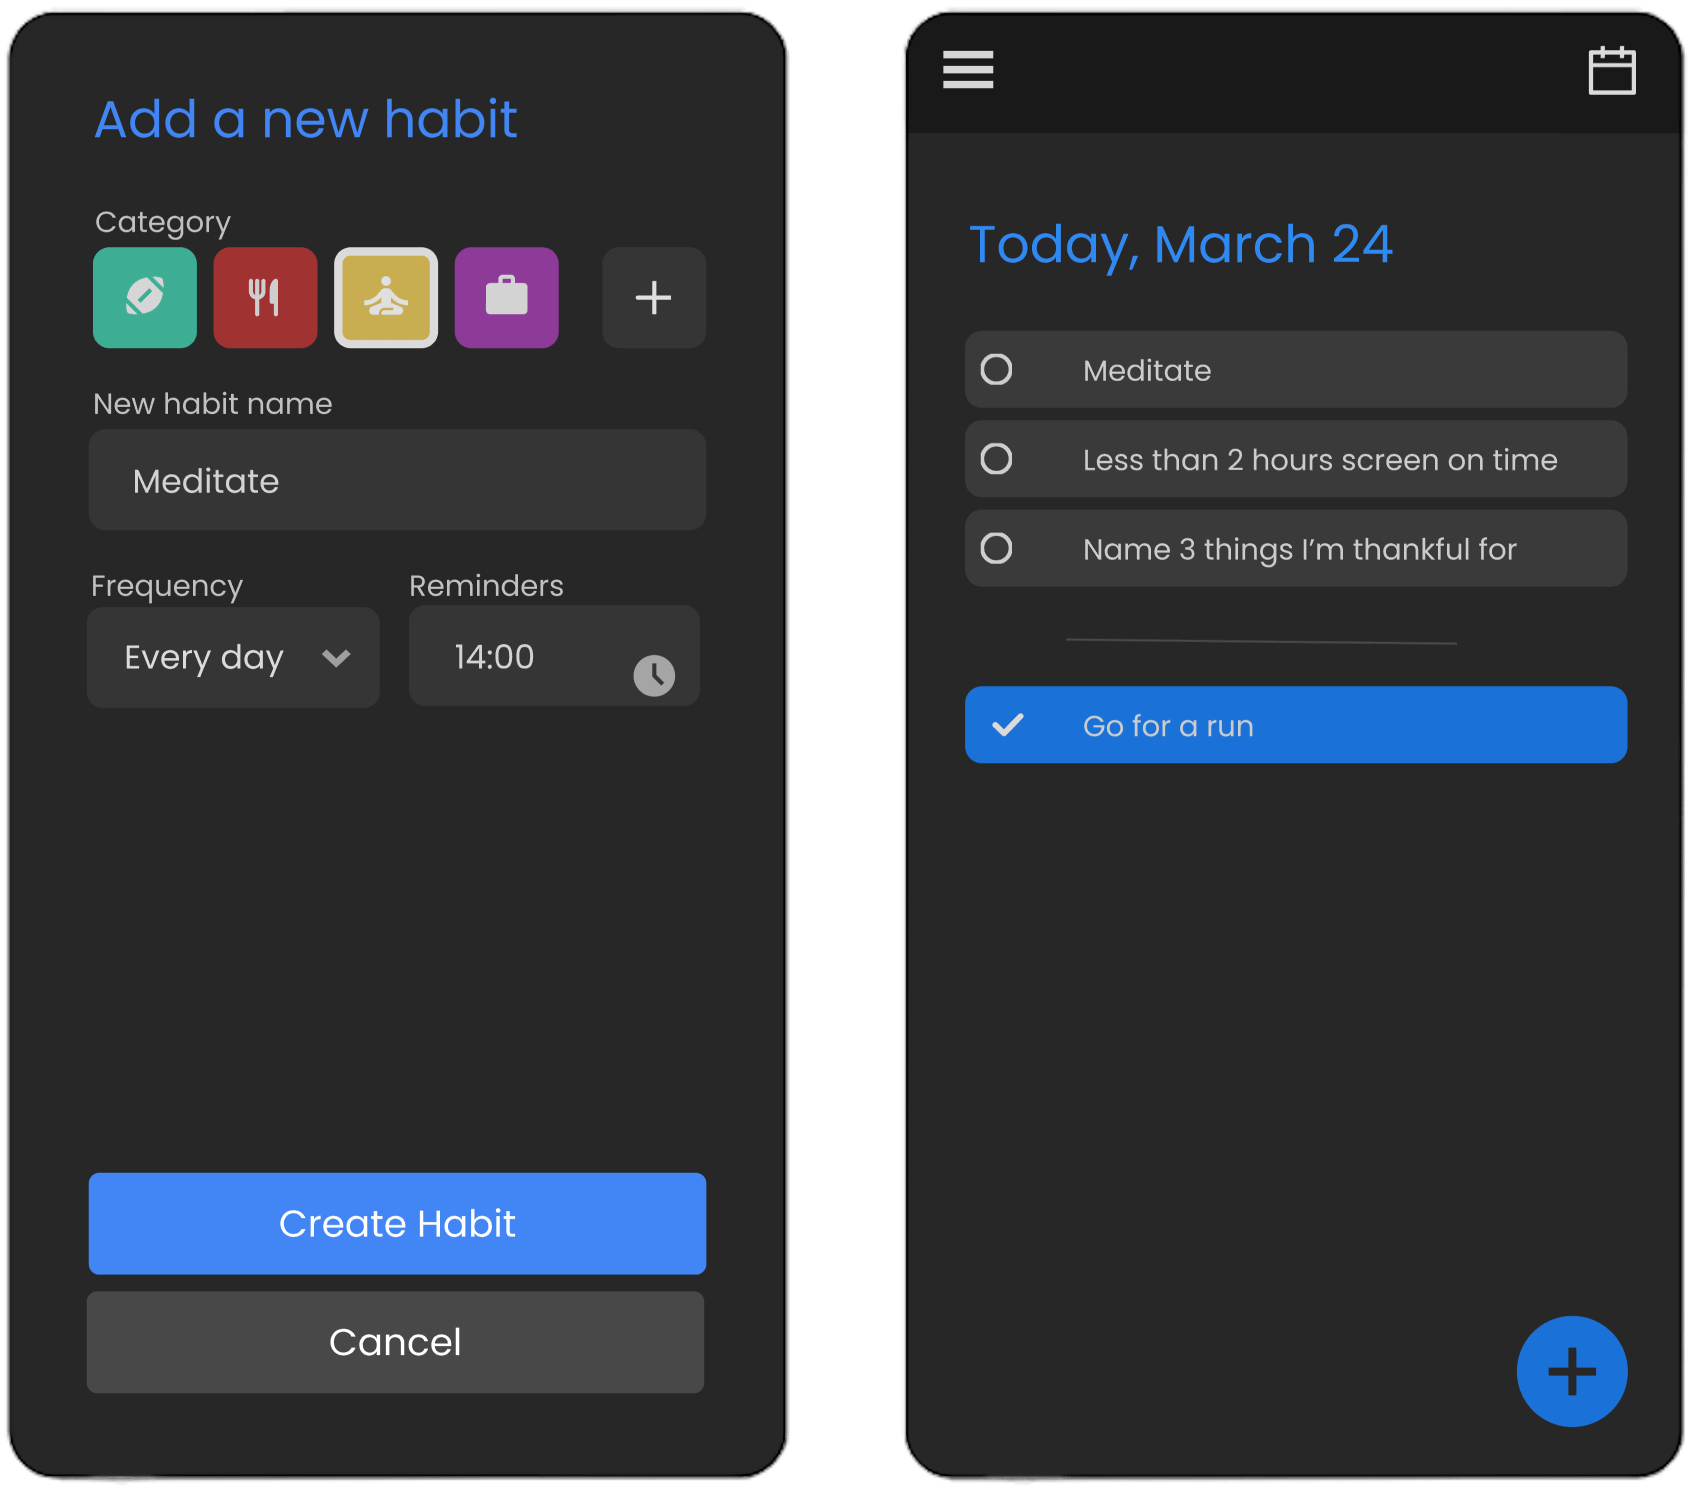 Add a new habit
Category
New habit name
Meditate
Frequency
Reminders
Every day
14:00
Create Habit
Cancel
Today, March 24
Meditate
Less than 2 hours screen on time
Name 3 things I’m thankful for
Go for a run